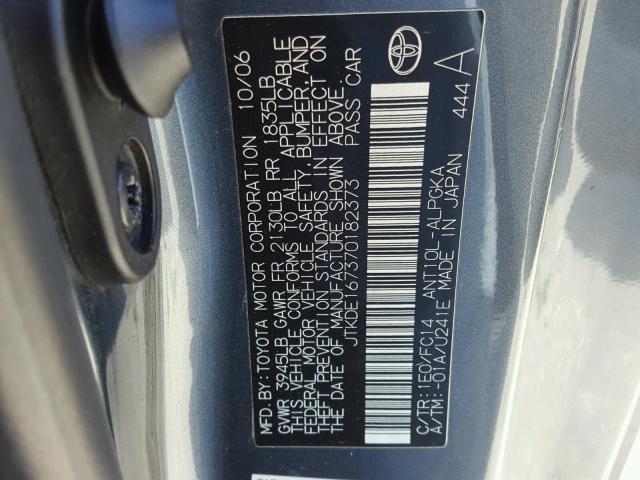 MFD.BY:TOYOTA MOTOR CORPORATION 10/06
GVWR 3945LB GAWR FR 2130LB RR 1835LB
THIS VEHICLE CONFORMS TO ALL APPLICABLE
FEDERAL MOTOR VEHICLE SAFETY, BUMPER, AND
THEFT PREVENTION STANDARDS IN EFFECT ON
THE DATE OF MANUFACTURE SHOWN ABOVE.
JTKDE167370182373 PASS CAR
C/TR:1E0/FC14 ANT10L-ALPGKA 444 A
A/TM:-01A/U241E MADE IN JAPAN